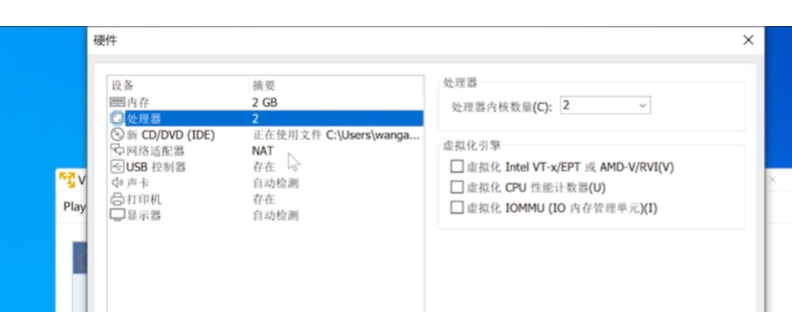 硬件
设备 摘要
内存 2 GB
处理器 2
新 CD/DVD (IDE) 正在使用文件 C:\Users\wanga...
网络适配器 NAT
USB 控制器 存在
声卡 自动检测
打印机 存在
显示器 自动检测
处理器
处理器内核数量(C): 2
虚拟化引擎
虚拟化 Intel VT-x/EPT 或 AMD-V/RVI(V)
虚拟化 CPU 性能计数器(U)
虚拟化 IOMMU (IO 内存管理单元)(I)
V
Play